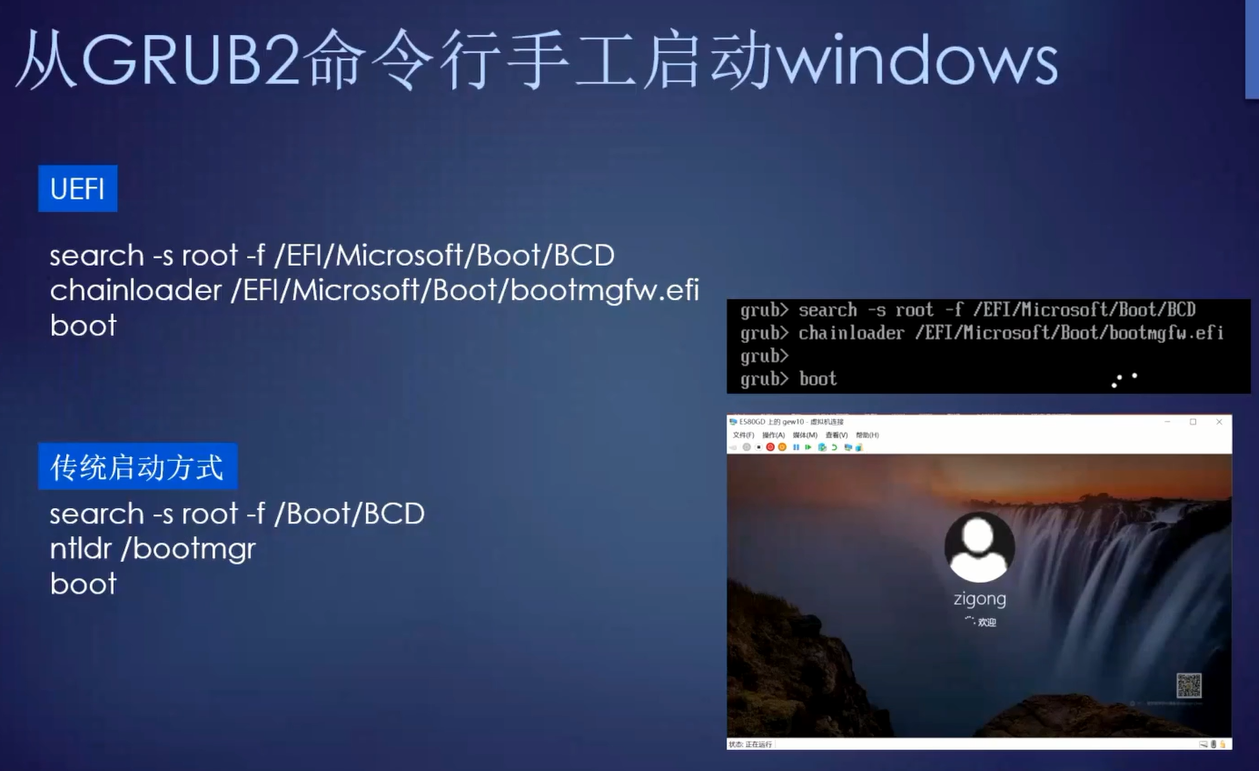 从GRUB2命令行手工启动windows
UEFI
search -s root -f /EFI/Microsoft/Boot/BCD
chainloader /EFI/Microsoft/Boot/bootmgfw.efi
boot
传统启动方式
search -s root -f /Boot/BCD
ntldr /bootmgr
boot
grub> search -s root -f /EFI/Microsoft/Boot/BCD
grub> chainloader /EFI/Microsoft/Boot/bootmgfw.efi
grub>
grub> boot
E580GD 上的 gew10 - 虚拟机连接
文件(F) 操作(A) 媒体(M) 查看(V) 帮助(H)
zigong
欢迎
状态: 正在运行